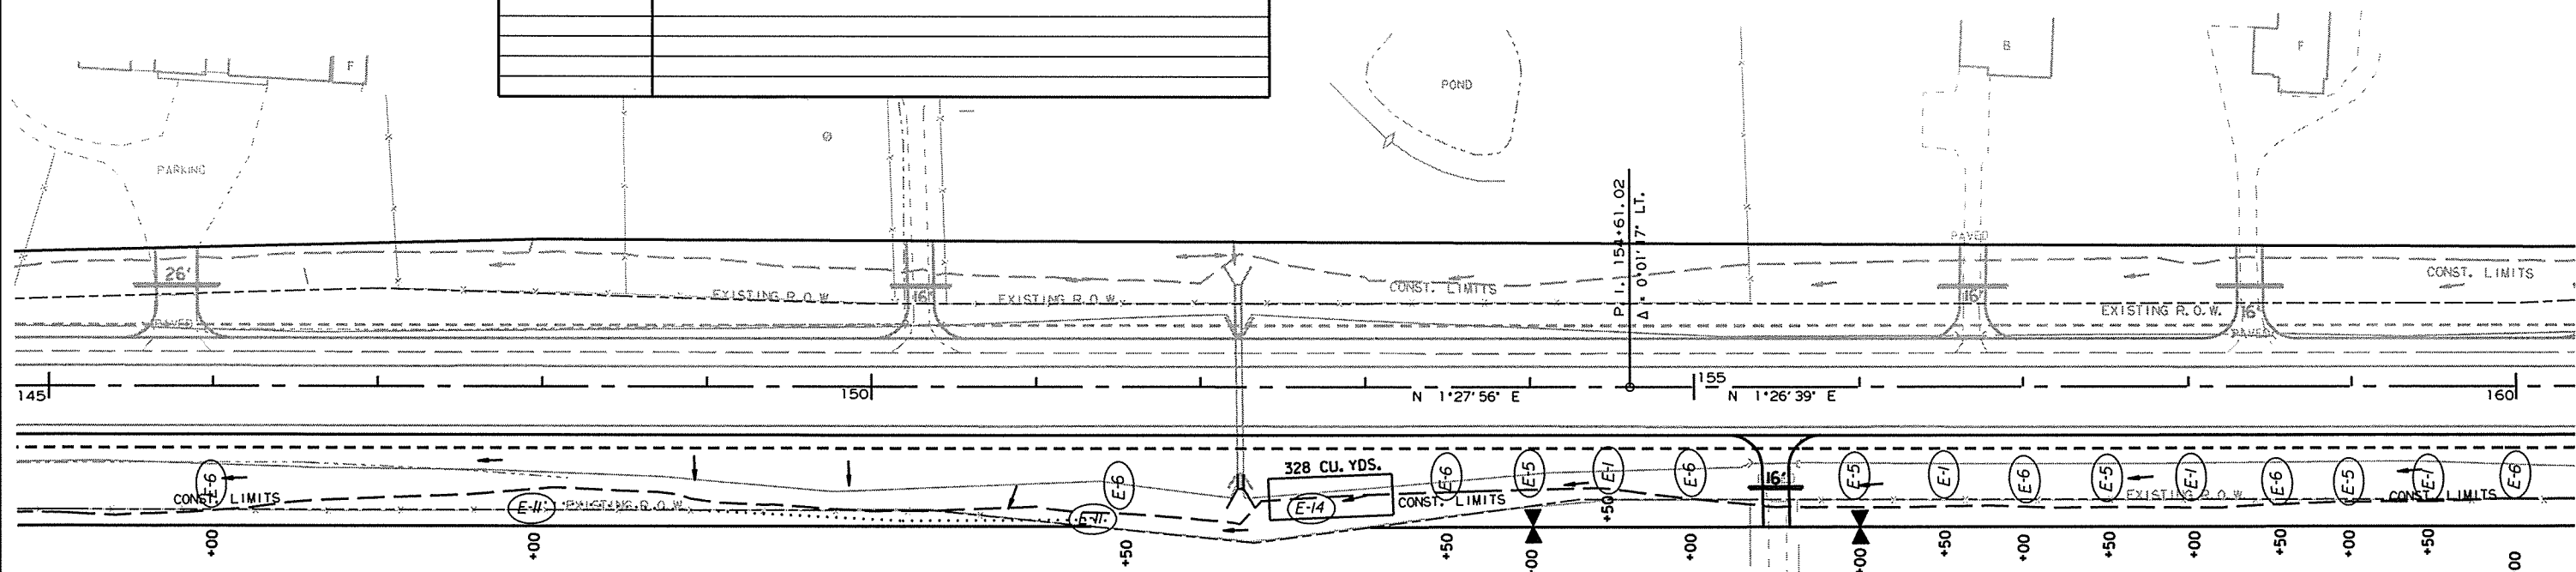 F
B
F
POND
PARKING
P.I. 154+61.02
Δ = 0°01'17" LT.
PAVED
26'
CONST. LIMITS
CONST. LIMITS
EXISTING R.O.W.
16'
EXISTING R.O.W.
16'
EXISTING R.O.W.
16'
PAVED
PAVED
145
150
155
160
N 1°27'56" E
N 1°26'39" E
328 CU. YDS.
E-6
E-6
E-6
E-5
E-1
E-6
16'
E-5
E-1
E-6
E-5
E-1
E-6
E-5
E-1
E-6
CONST. LIMITS
E-11
EXISTING R.O.W.
E-11
E-14
CONST. LIMITS
+50
EXISTING R.O.W.
CONST. LIMITS
+00
+00
+50
+50
+00
+00
+00
+50
+00
+50
+00
+50
+50
00